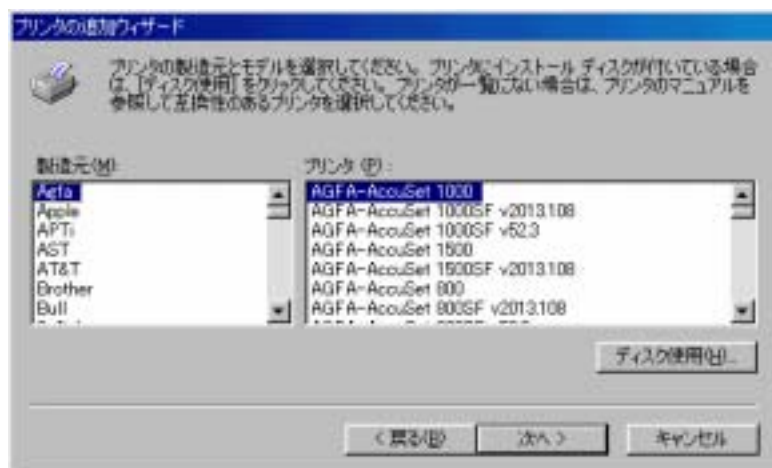 プリンタの追加ウィザード
プリンタの製造元とモデルを選択してください。プリンタにインストール ディスクが付いている場合
は、[ディスク使用] をクリックしてください。プリンタが一覧にない場合は、プリンタのマニュアルを
参照して互換性のあるプリンタを選択してください。
製造元(M):
プリンタ (P) :
Agfa
Apple
APTi
AST
AT&T
Brother
Bull
AGFA-AccuSet 1000
AGFA-AccuSet 1000SF v2013.108
AGFA-AccuSet 1000SF v52.3
AGFA-AccuSet 1500
AGFA-AccuSet 1500SF v2013.108
AGFA-AccuSet 800
AGFA-AccuSet 800SF v2013.108
ディスク使用(H)...
< 戻る(B)
次へ >
キャンセル